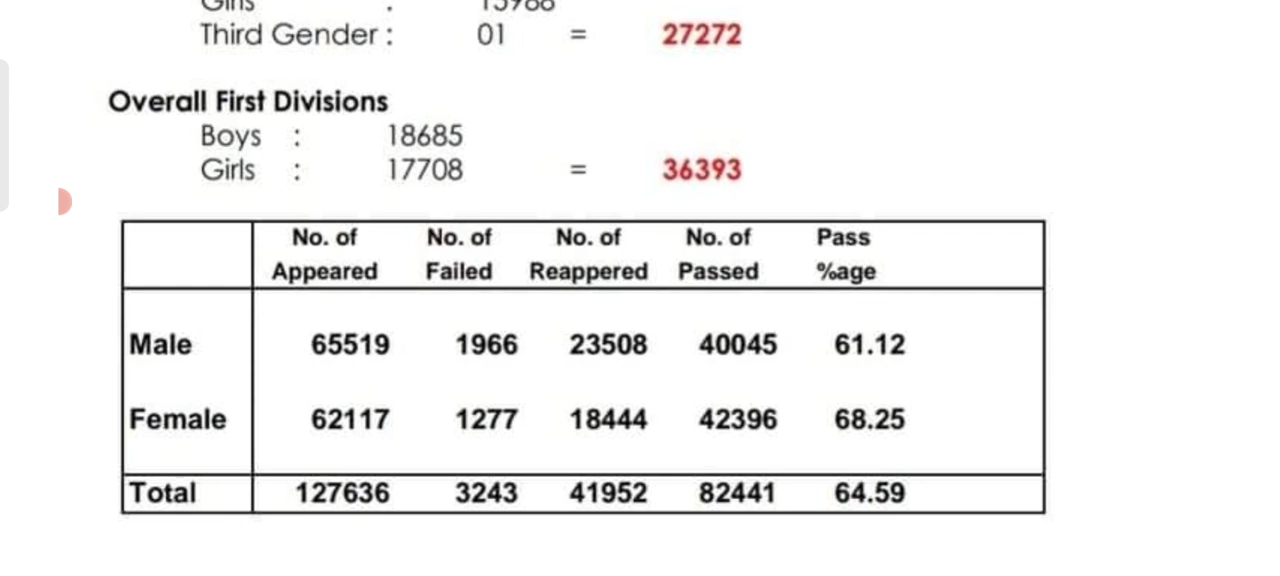 Third Gender : 01 = 27272
Overall First Divisions
Boys : 18685
Girls : 17708 = 36393
No. of No. of No. of No. of Pass
Appeared Failed Reappered Passed %age
Male 65519 1966 23508 40045 61.12
Female 62117 1277 18444 42396 68.25
Total 127636 3243 41952 82441 64.59